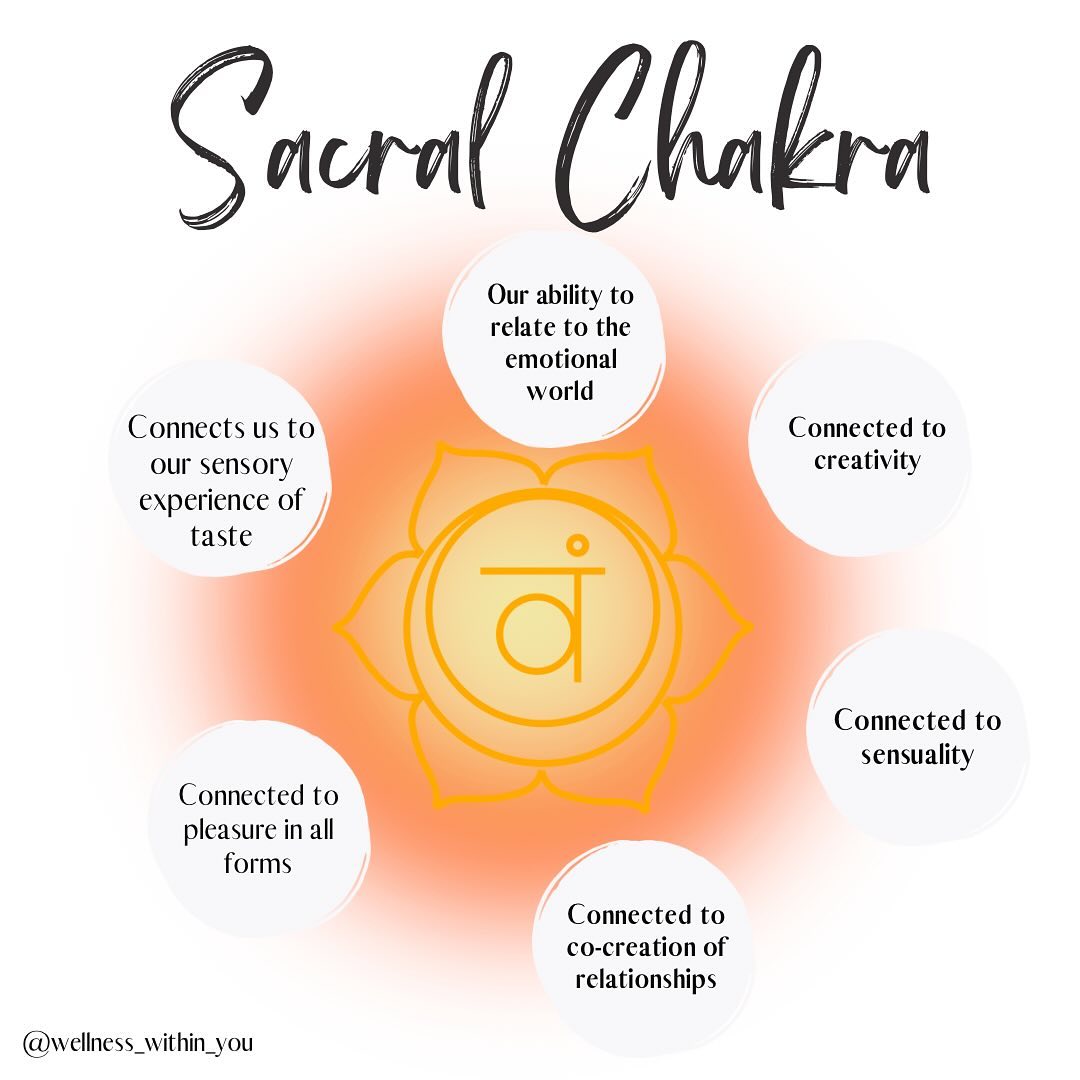 Sacral Chakra
Our ability to
relate to the
emotional
world
Connected to
creativity
Connects us to
our sensory
experience of
taste
वं
Connected to
sensuality
Connected to
pleasure in all
forms
Connected to
co-creation of
relationships
@wellness_within_you